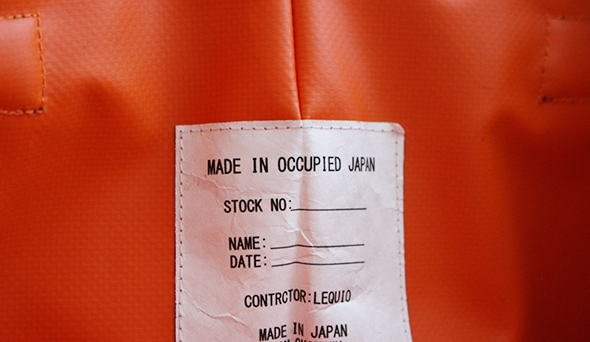 MADE IN OCCUPIED JAPAN
STOCK NO:
NAME:
DATE:
CONTRCTOR:LEQUIO
MADE IN JAPAN